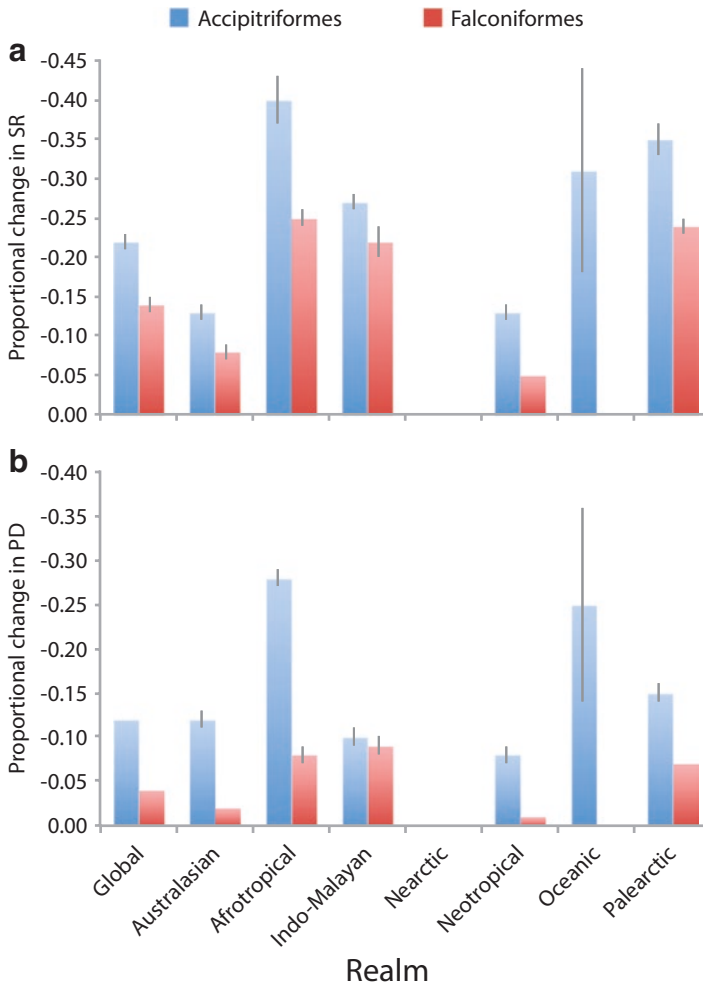 Accipitriformes Falconiformes
a
Proportional change in SR
-0.45
-0.40
-0.35
-0.30
-0.25
-0.20
-0.15
-0.10
-0.05
0.00
b
Proportional change in PD
-0.40
-0.35
-0.30
-0.25
-0.20
-0.15
-0.10
-0.05
0.00
Global
Australasian
Afrotropical
Indo-Malayan
Nearctic
Neotropical
Oceanic
Palearctic
Realm